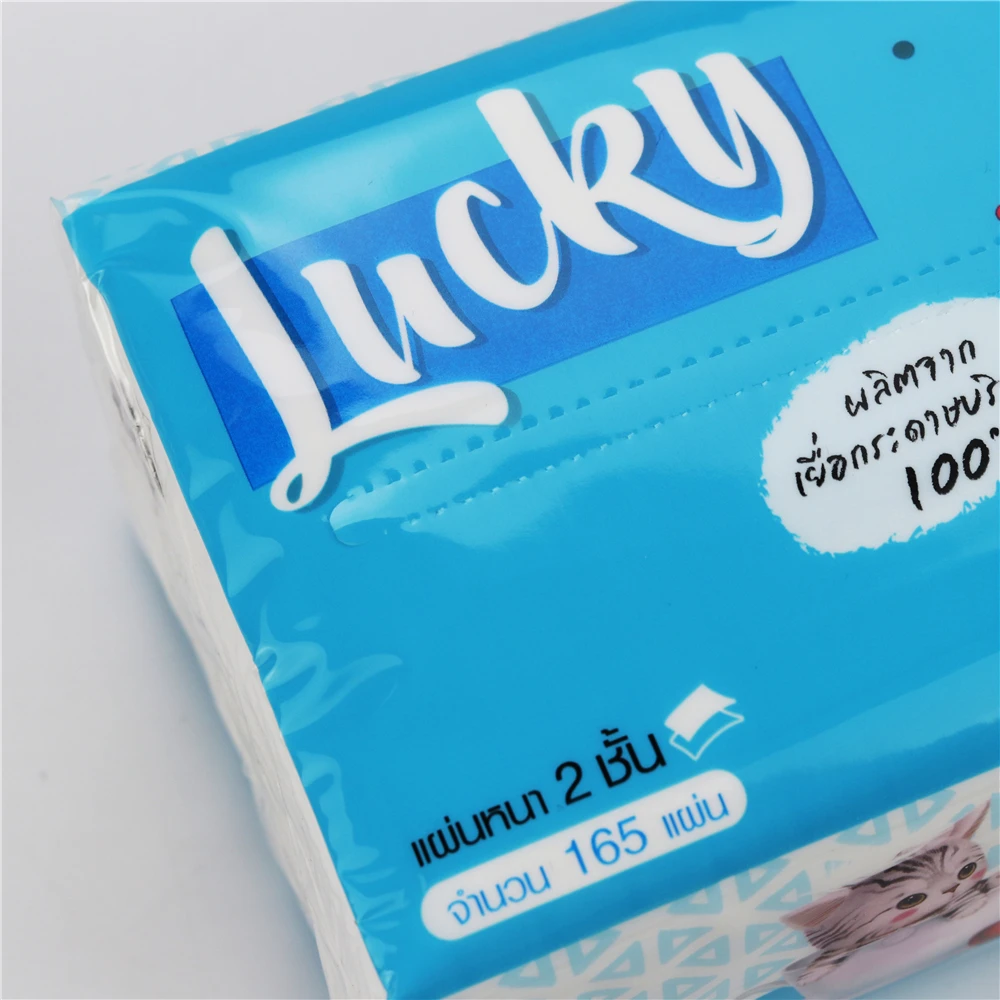 Lucky
ผลิตจาก
เยื่อกระดาษบริ
100%
แผ่นหนา 2 ชั้น
จำนวน 165 แผ่น